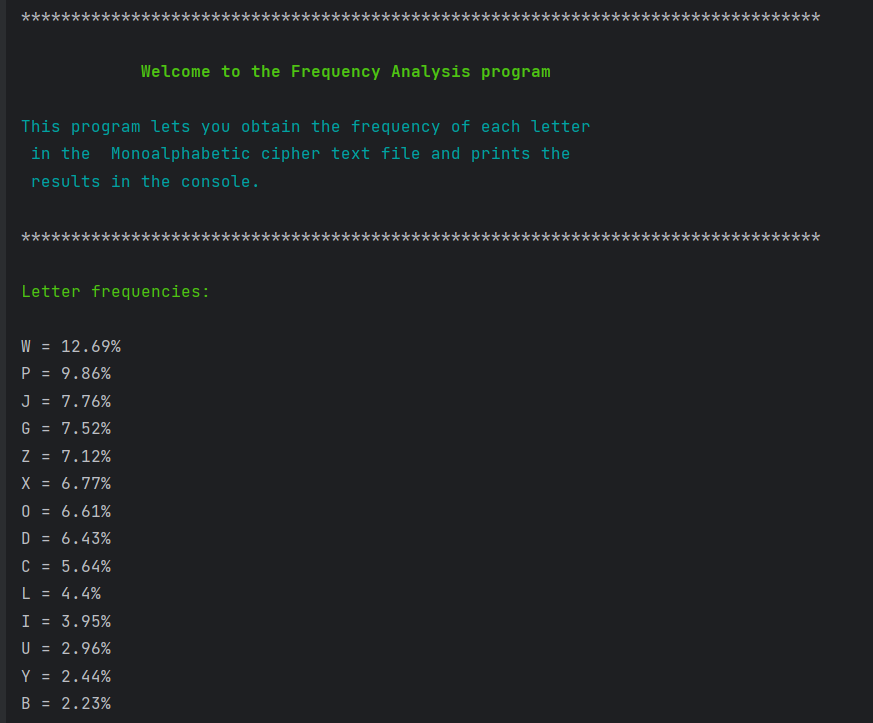 ********************************************************************************
Welcome to the Frequency Analysis program
This program lets you obtain the frequency of each letter
in the  Monoalphabetic cipher text file and prints the
results in the console.
********************************************************************************
Letter frequencies:
W = 12.69%
P = 9.86%
J = 7.76%
G = 7.52%
Z = 7.12%
X = 6.77%
O = 6.61%
D = 6.43%
C = 5.64%
L = 4.4%
I = 3.95%
U = 2.96%
Y = 2.44%
B = 2.23%